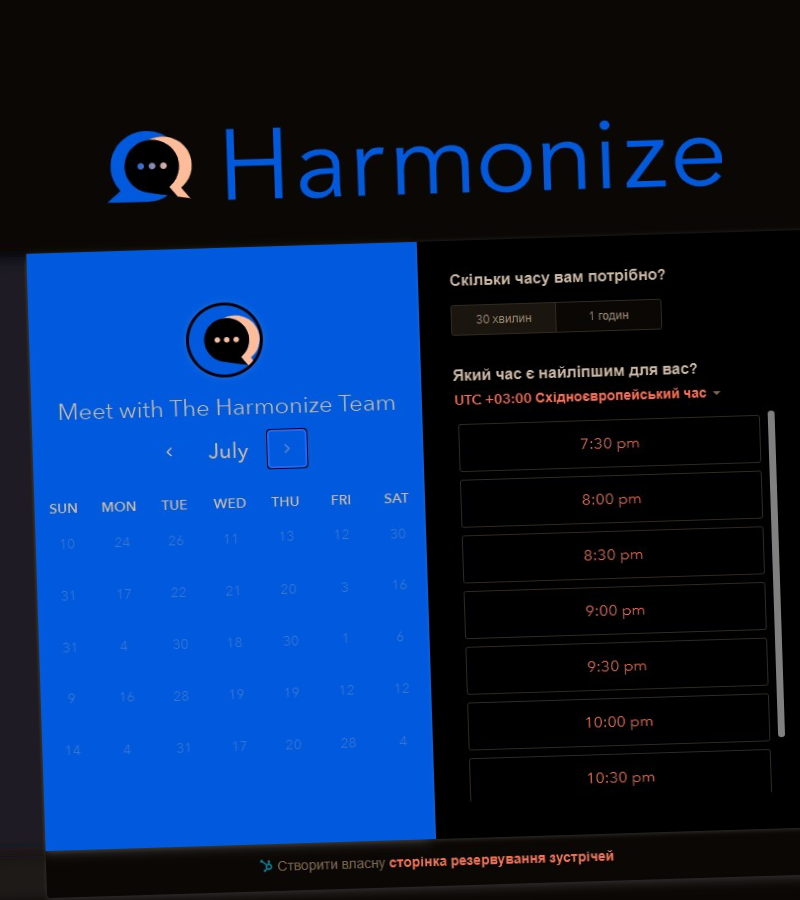 Harmonize
Meet with The Harmonize Team
July
SUN MON TUE WED THU FRI SAT
10 24 26 11 13 12 30
31 17 22 21 20 3 16
31 4 30 18 30 1 6
9 16 28 19 19 12 12
14 4 31 17 20 28 4
Скільки часу вам потрібно?
30 хвилин 1 годин
Який час є найліпшим для вас?
UTC +03:00 Східноєвропейський час
7:30 pm
8:00 pm
8:30 pm
9:00 pm
9:30 pm
10:00 pm
10:30 pm
Створити власну сторінка резервування зустрічей